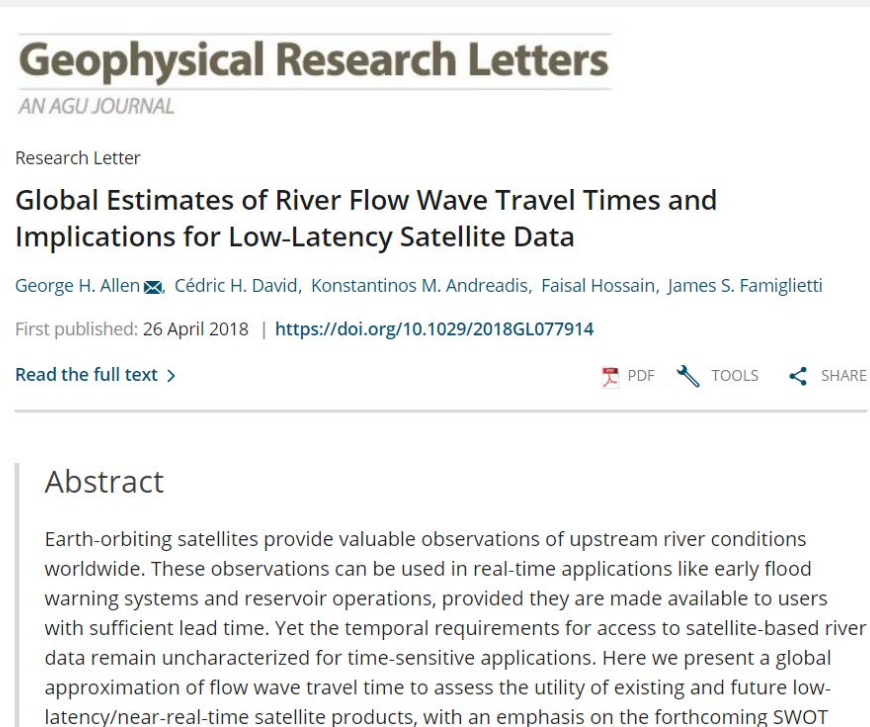 Geophysical Research Letters
AN AGU JOURNAL
Research Letter
Global Estimates of River Flow Wave Travel Times and
Implications for Low-Latency Satellite Data
George H. Allen, Cédric H. David, Konstantinos M. Andreadis, Faisal Hossain, James S. Famiglietti
First published: 26 April 2018 | https://doi.org/10.1029/2018GL077914
Read the full text > PDF TOOLS SHARE
Abstract
Earth-orbiting satellites provide valuable observations of upstream river conditions
worldwide. These observations can be used in real-time applications like early flood
warning systems and reservoir operations, provided they are made available to users
with sufficient lead time. Yet the temporal requirements for access to satellite-based river
data remain uncharacterized for time-sensitive applications. Here we present a global
approximation of flow wave travel time to assess the utility of existing and future low-
latency/near-real-time satellite products, with an emphasis on the forthcoming SWOT